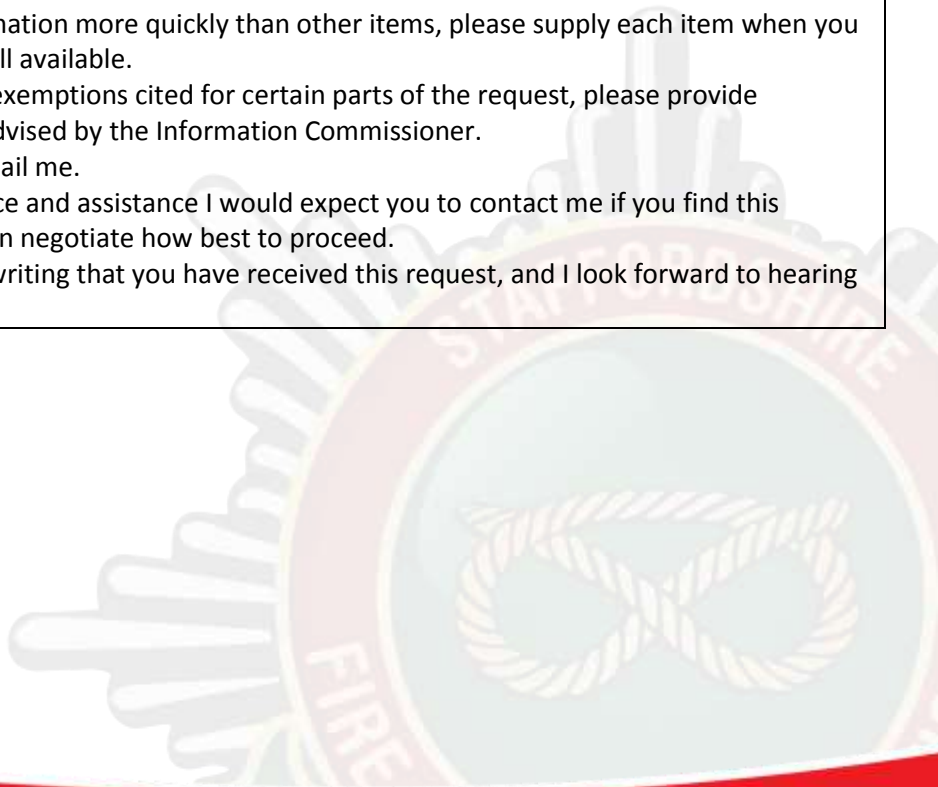 nation more quickly than other items, please supply each item when you
ll available.
exemptions cited for certain parts of the request, please provide
dvised by the Information Commissioner.
ail me.
ce and assistance I would expect you to contact me if you find this
n negotiate how best to proceed.
writing that you have received this request, and I look forward to hearing
STAFFORDSHIRE
FIRE